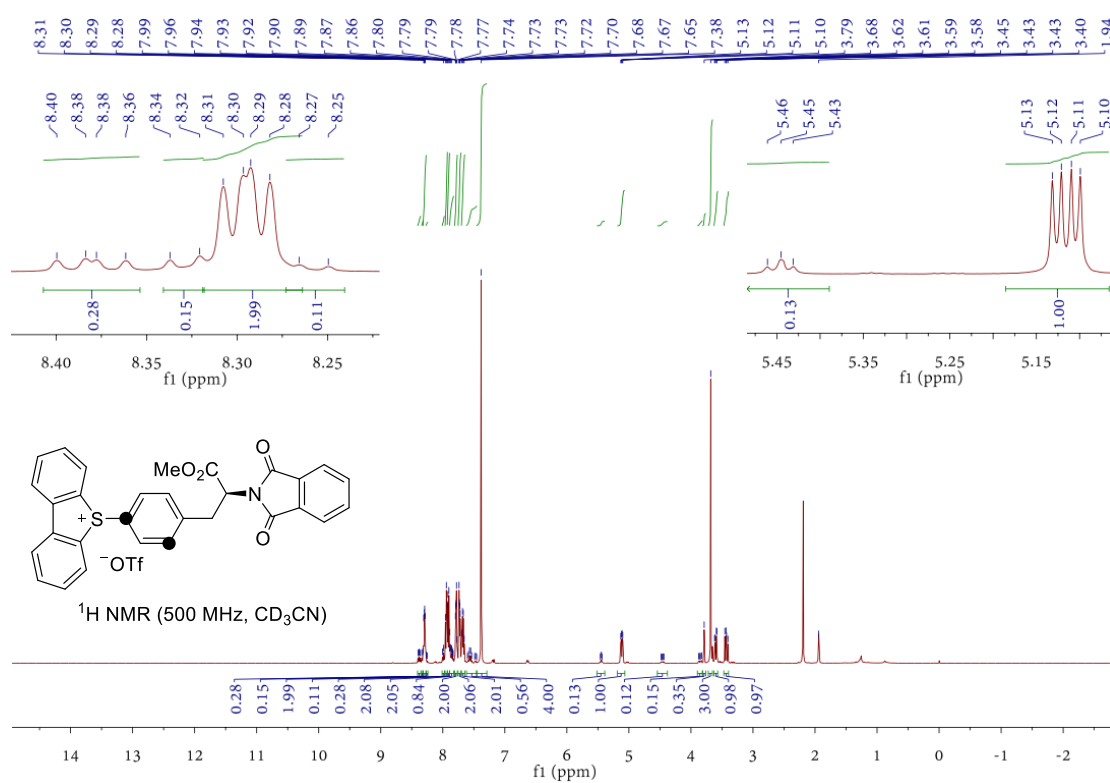 8.31 8.30 8.29 8.28 7.99 7.96 7.94 7.93 7.92 7.90 7.89 7.87 7.86 7.80 7.79 7.79 7.78 7.77 7.74 7.73 7.73 7.72 7.70 7.68 7.67 7.65 7.38 5.13 5.12 5.11 5.10 3.79 3.68 3.62 3.61 3.59 3.58 3.45 3.43 3.43 3.40 1.94
8.40 8.38 8.38 8.36 8.34 8.32 8.31 8.30 8.29 8.28 8.27 8.25
5.46 5.45 5.43 5.13 5.12 5.11 5.10
0.28 0.15 1.99 0.11
8.40 8.35 8.30 8.25
f1 (ppm)
0.13 1.00
5.45 5.35 5.25 5.15
f1 (ppm)
MeO2C
O
N
O
S
+
−OTf
1H NMR (500 MHz, CD3CN)
0.28 0.15 1.99 0.11 0.28 2.08 2.05 0.84 2.00 2.06 2.01 0.56 4.00 0.13 1.00 0.12 0.15 0.35 3.00 0.98 0.97
14 13 12 11 10 9 8 7 6 5 4 3 2 1 0 -1 -2
f1 (ppm)